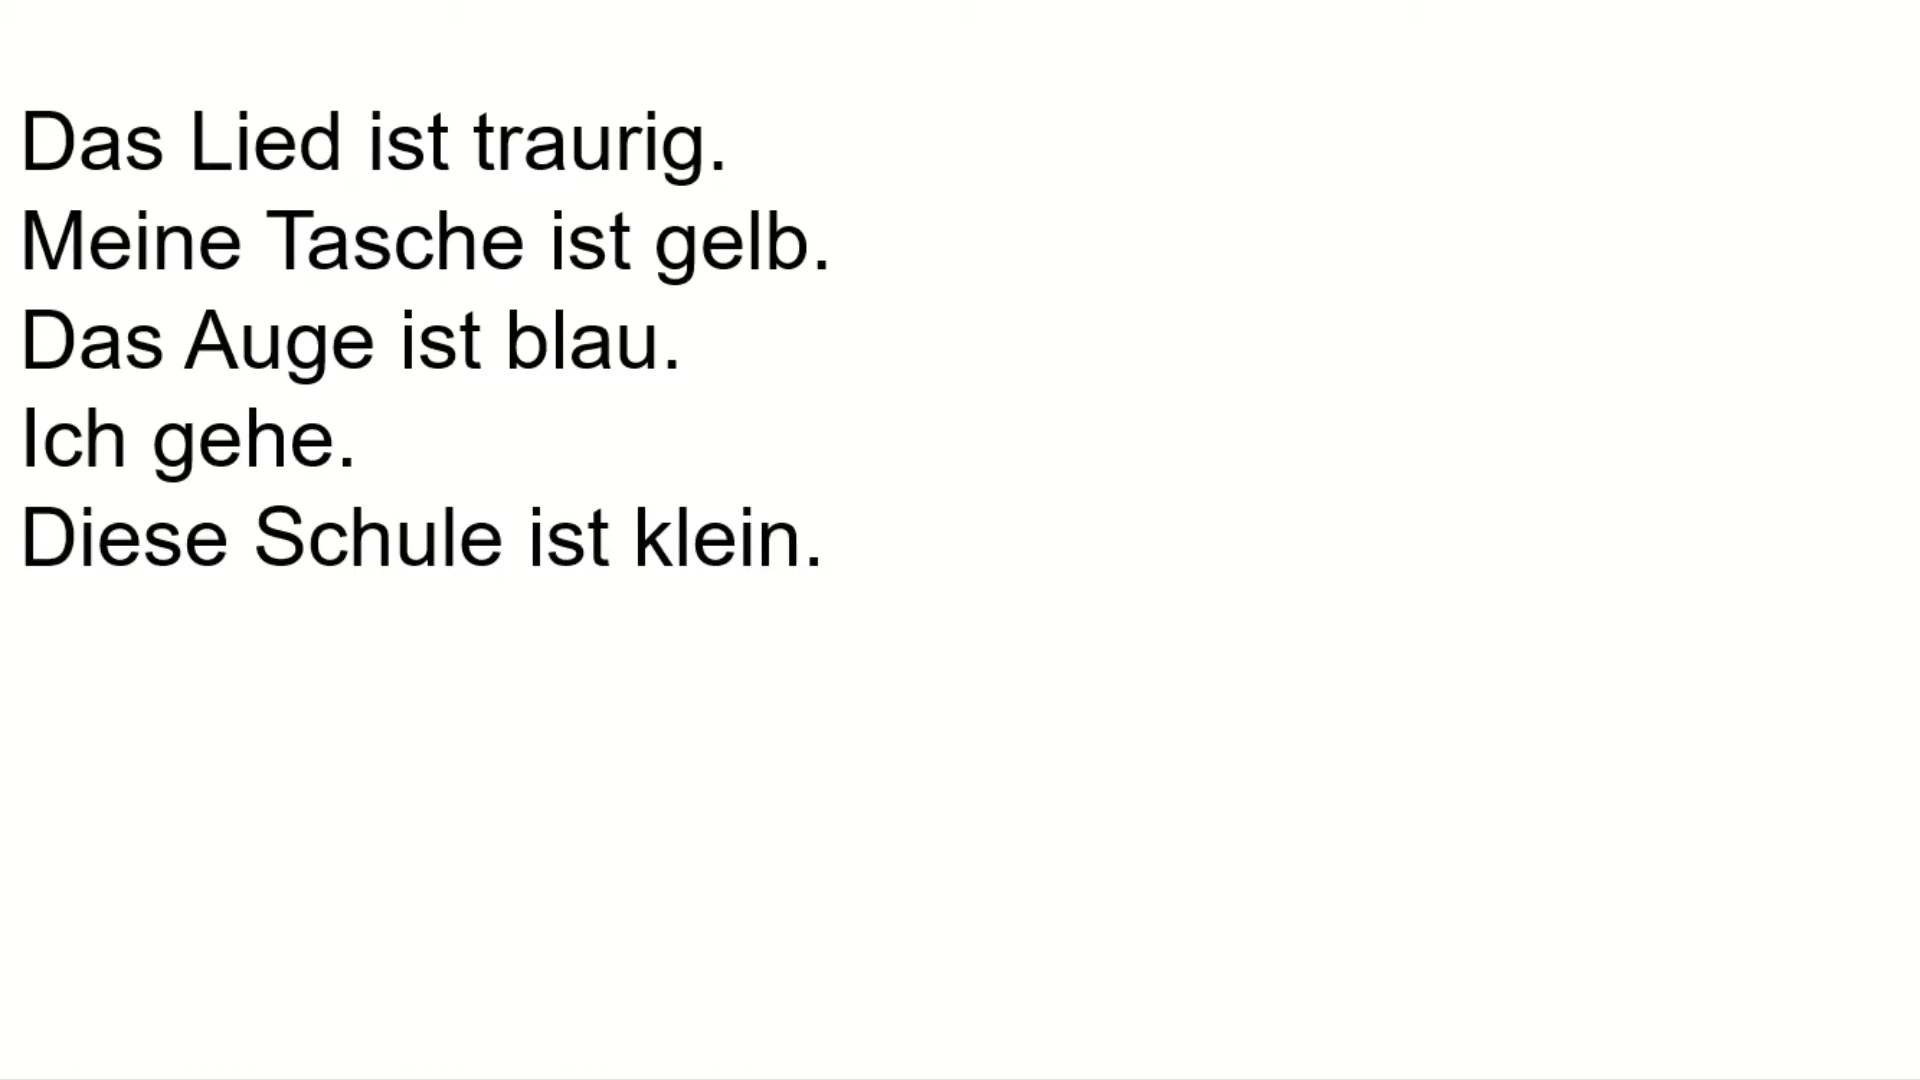 Das Lied ist traurig.
Meine Tasche ist gelb.
Das Auge ist blau.
Ich gehe.
Diese Schule ist klein.